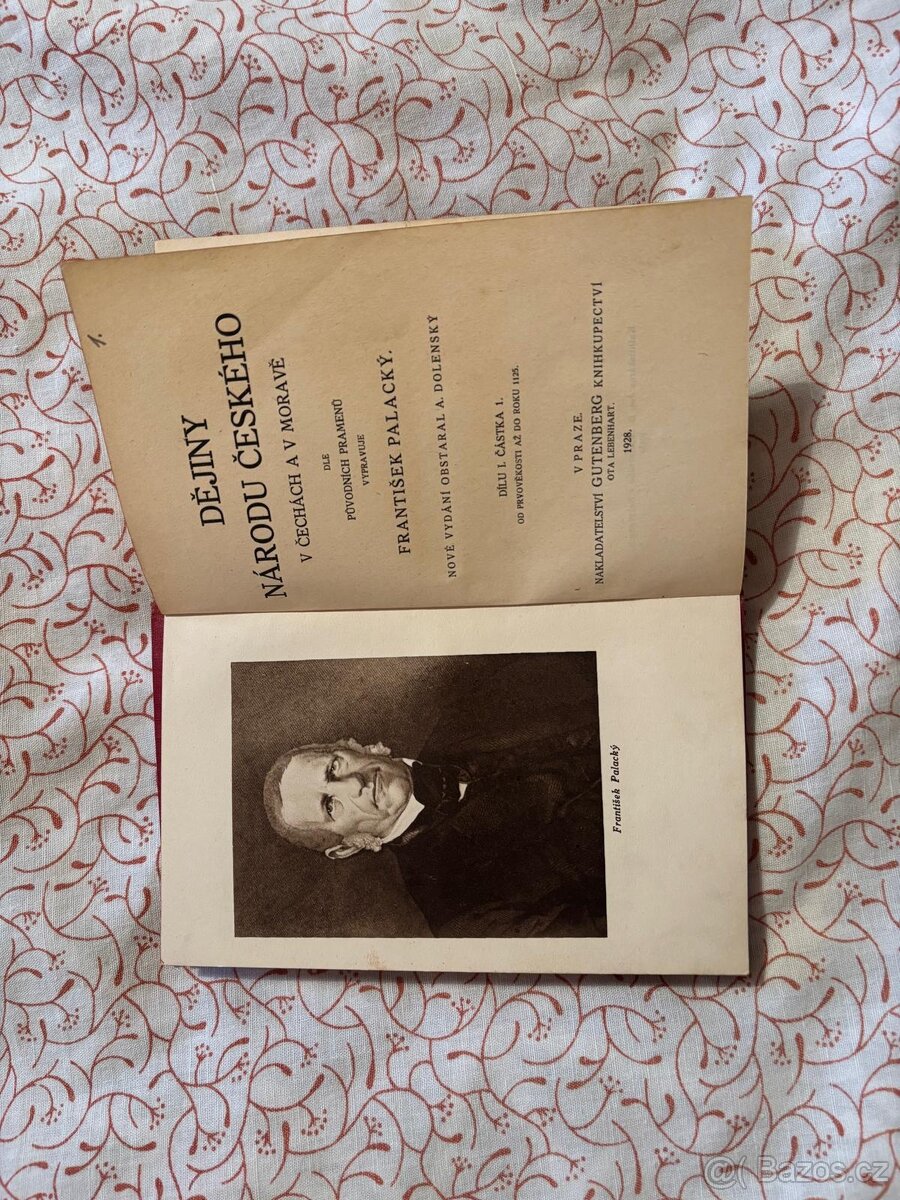 1.
DĚJINY
NÁRODU ČESKÉHO
V ČECHÁCH A V MORAVĚ
DLE
PŮVODNÍCH PRAMENŮ
VYPRAVUJE
FRANTIŠEK PALACKÝ.
NOVÉ VYDÁNÍ OBSTARAL A. DOLENSKÝ
DÍLU I. ČÁSTKA 1.
OD PRVOVĚKOSTI AŽ DO ROKU 1125.
V PRAZE.
NAKLADATELSTVÍ GUTENBERG KNIHKUPECTVÍ
OTA LEBENHART.
1928.
František Palacký
@( Bazos.cz